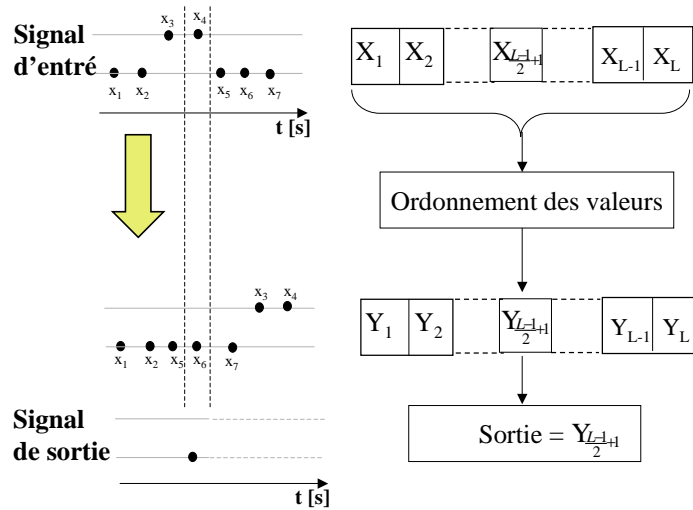 Signal
d'entré
x3 x4
x1 x2 x5 x6 x7
t [s]
x3 x4
x1 x2 x5 x6 x7
Signal
de sortie
t [s]
X1 X2 X(L-1)/2+1 XL-1 XL
Ordonnement des valeurs
Y1 Y2 Y(L-1)/2+1 YL-1 YL
Sortie = Y(L-1)/2+1